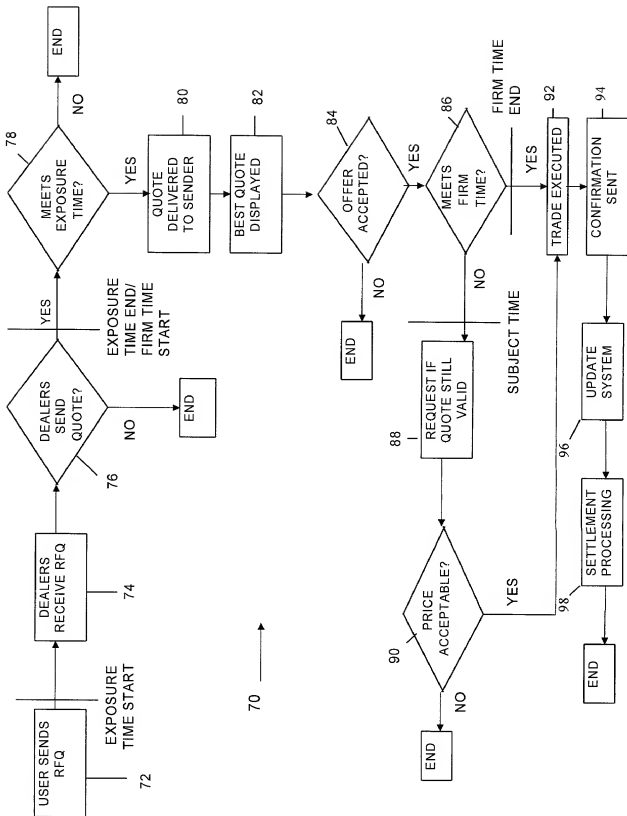 USER SENDS
RFQ
72
EXPOSURE
TIME START
DEALERS
RECEIVE RFQ
74
DEALERS
SEND
QUOTE?
76
NO
END
YES
EXPOSURE
TIME END/
FIRM TIME
START
MEETS
EXPOSURE
TIME?
78
NO
END
YES
QUOTE
DELIVERED
TO SENDER
80
BEST QUOTE
DISPLAYED
82
70
OFFER
ACCEPTED?
84
NO
END
YES
MEETS
FIRM
TIME?
86
FIRM TIME
END
YES
NO
SUBJECT TIME
REQUEST IF
QUOTE STILL
VALID
88
PRICE
ACCEPTABLE?
90
NO
END
YES
TRADE EXECUTED
92
CONFIRMATION
SENT
94
UPDATE
SYSTEM
96
SETTLEMENT
PROCESSING
98
END